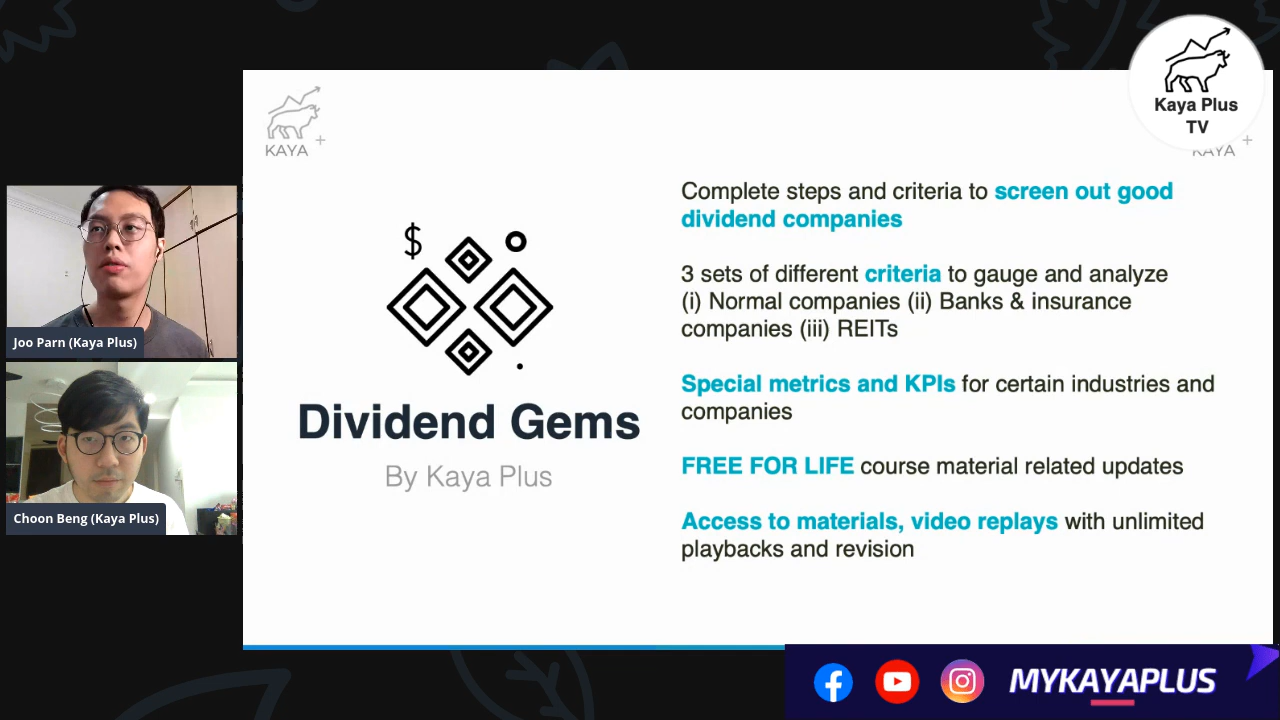 Kaya Plus
TV
KAYA +
KAYA +
Complete steps and criteria to screen out good
dividend companies
3 sets of different criteria to gauge and analyze
(i) Normal companies (ii) Banks & insurance
companies (iii) REITs
Special metrics and KPIs for certain industries and
companies
FREE FOR LIFE course material related updates
Access to materials, video replays with unlimited
playbacks and revision
$
Dividend Gems
By Kaya Plus
Joo Parn (Kaya Plus)
Choon Beng (Kaya Plus)
MYKAYAPLUS